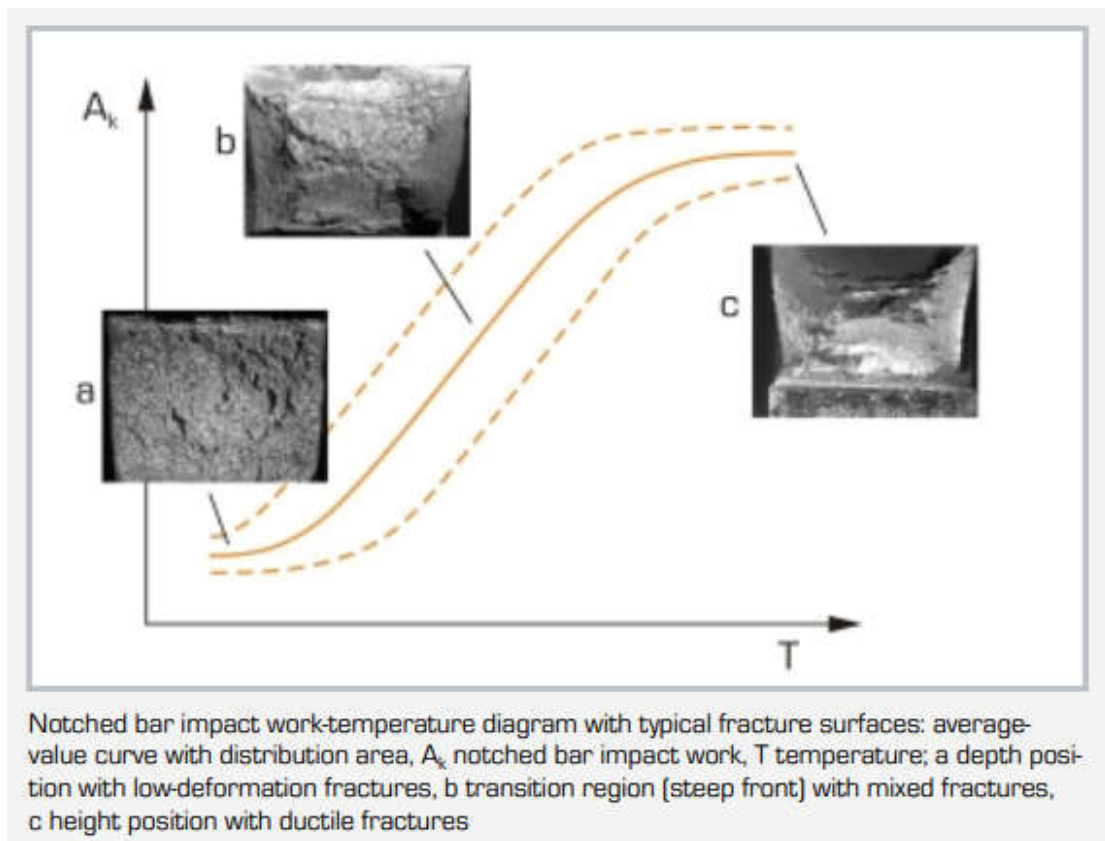 Aₖ
b
a
c
T
Notched bar impact work-temperature diagram with typical fracture surfaces: average-
value curve with distribution area, Aₖ notched bar impact work, T temperature; a depth posi-
tion with low-deformation fractures, b transition region (steep front) with mixed fractures,
c height position with ductile fractures